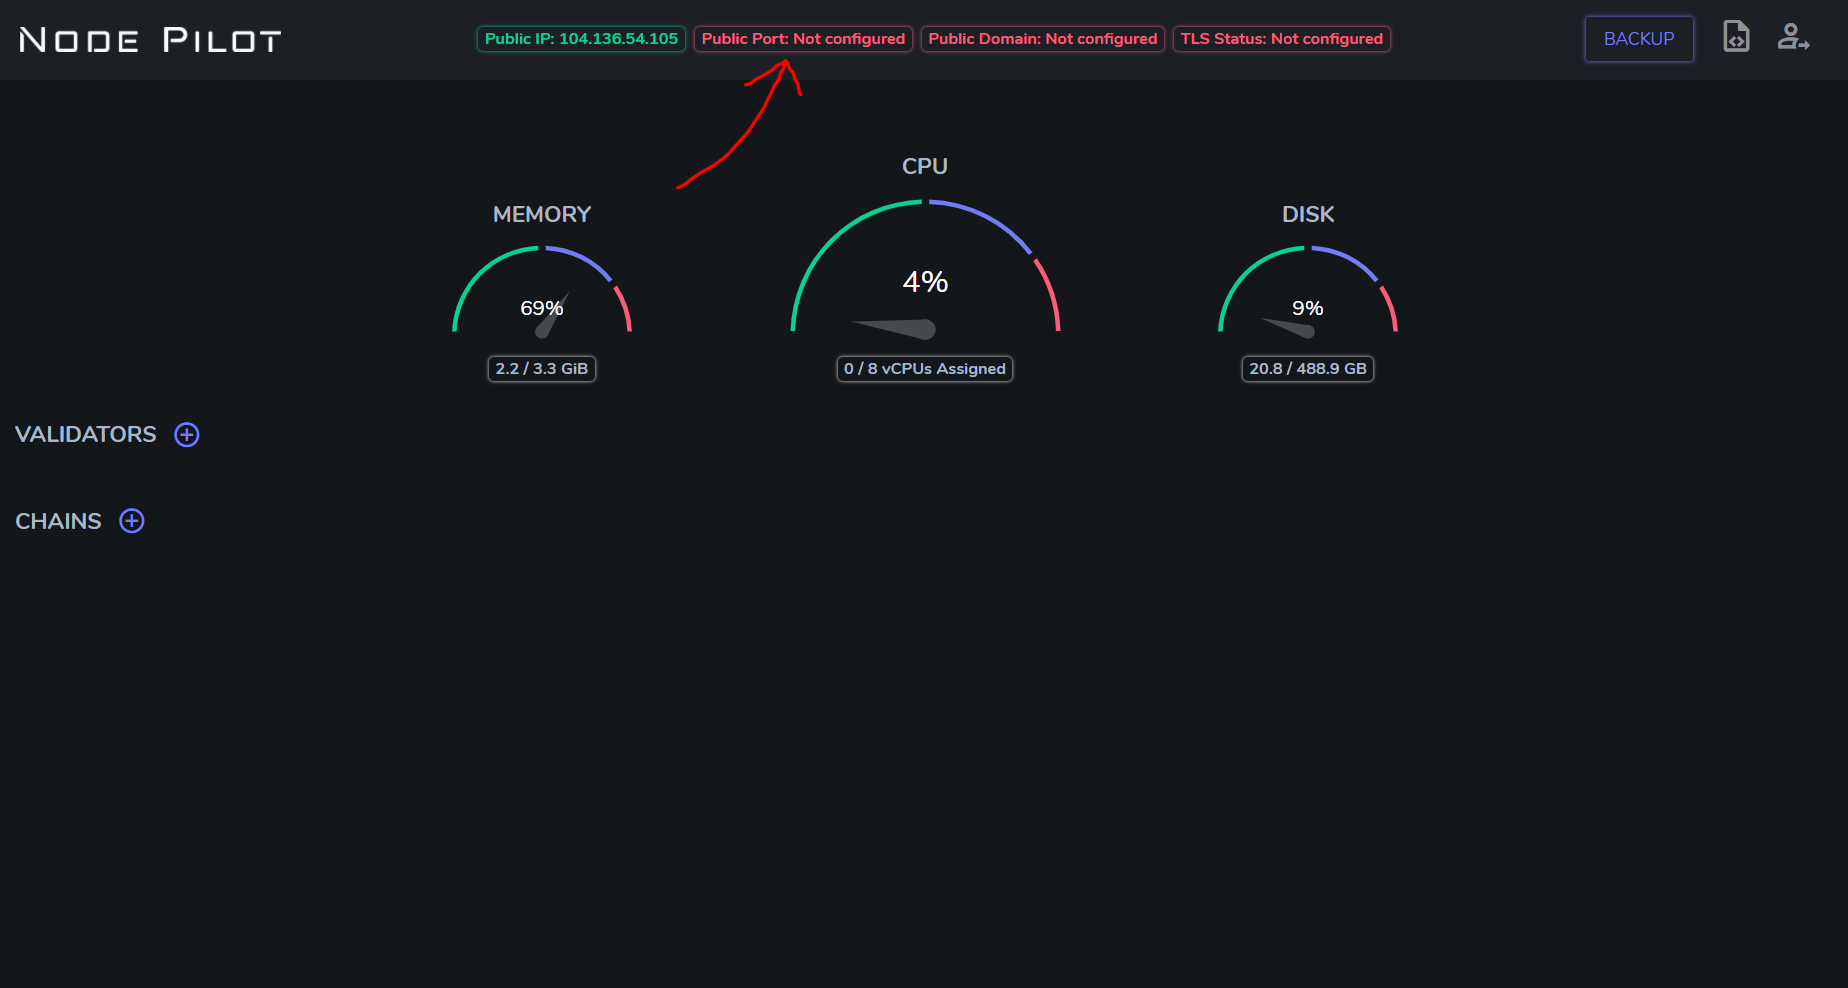 NODE PILOT
Public IP: 104.136.54.105
Public Port: Not configured
Public Domain: Not configured
TLS Status: Not configured
BACKUP
MEMORY
69%
2.2 / 3.3 GiB
CPU
4%
0 / 8 vCPUs Assigned
DISK
9%
20.8 / 488.9 GB
VALIDATORS
CHAINS